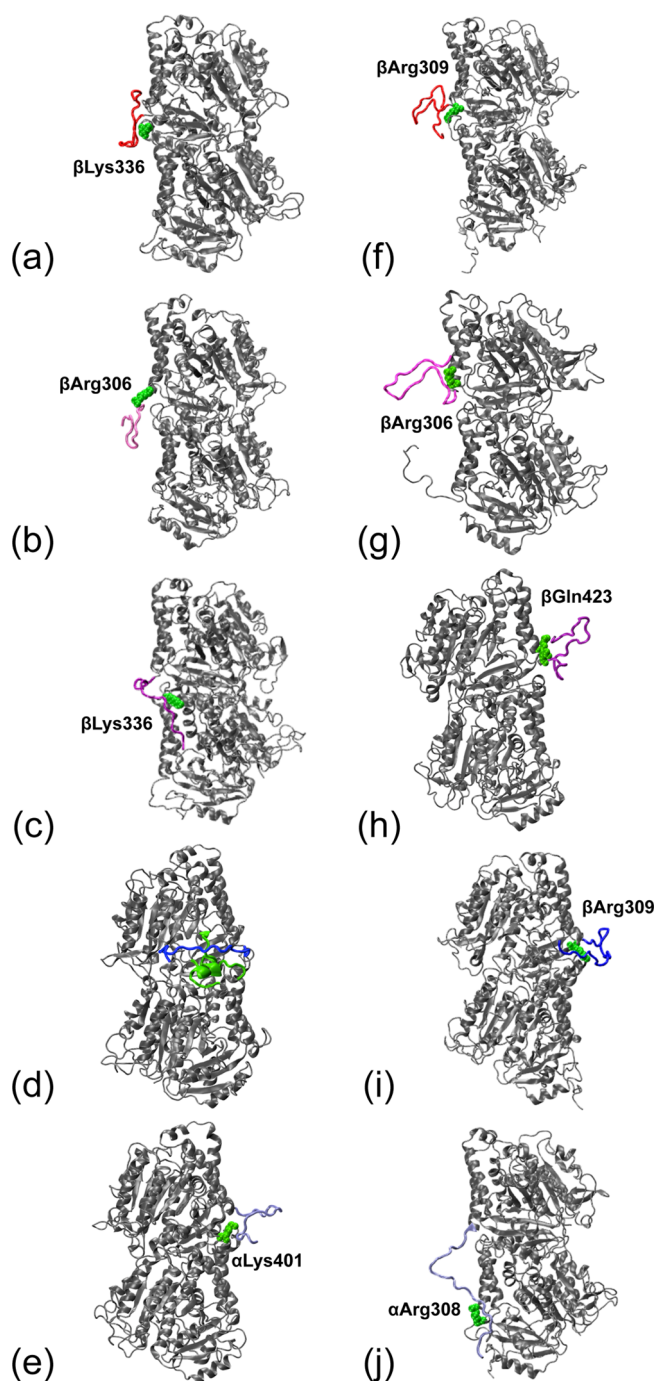 βLys336
(a)
βArg309
(f)
βArg306
(b)
βArg306
(g)
βLys336
(c)
βGln423
(h)
(d)
βArg309
(i)
αLys401
(e)
αArg308
(j)